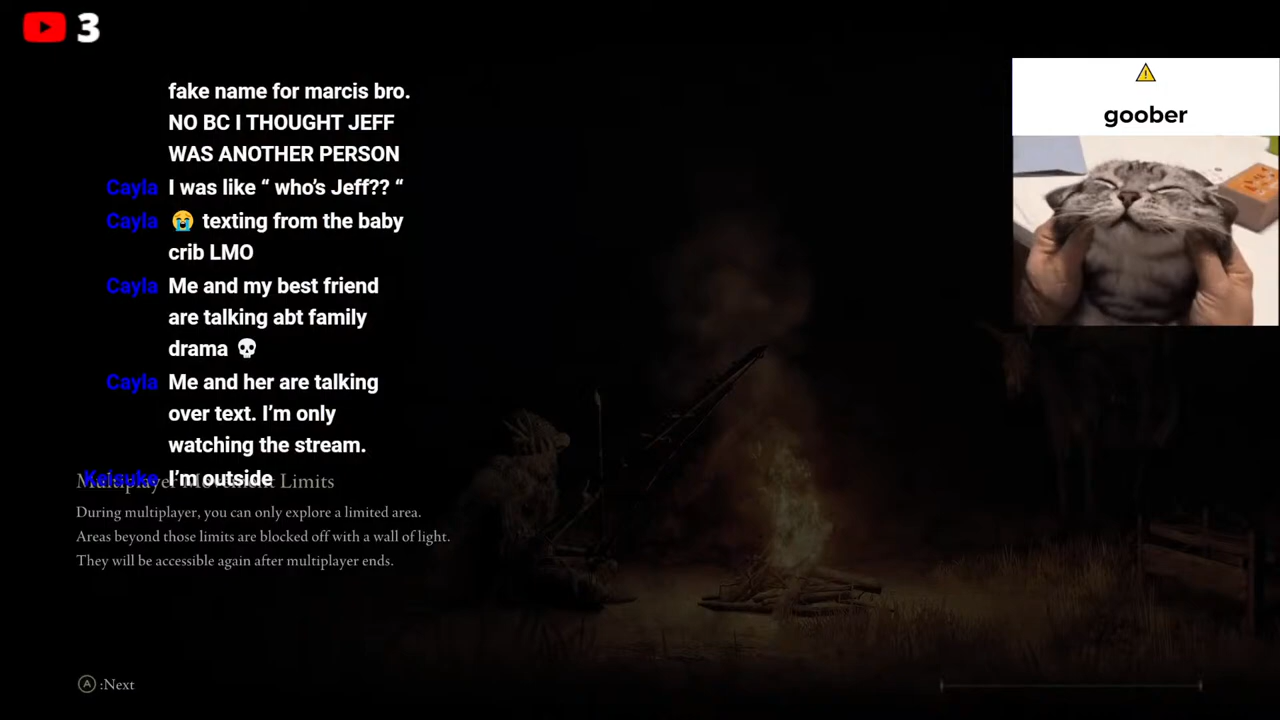 3
⚠
goober
fake name for marcis bro.
NO BC I THOUGHT JEFF
WAS ANOTHER PERSON
Cayla I was like “ who’s Jeff?? “
Cayla 😭 texting from the baby
crib LMO
Cayla Me and my best friend
are talking abt family
drama 💀
Cayla Me and her are talking
over text. I’m only
watching the stream.
Keisuke I’m outside
Multiplayer Movement Limits
During multiplayer, you can only explore a limited area.
Areas beyond those limits are blocked off with a wall of light.
They will be accessible again after multiplayer ends.
A :Next